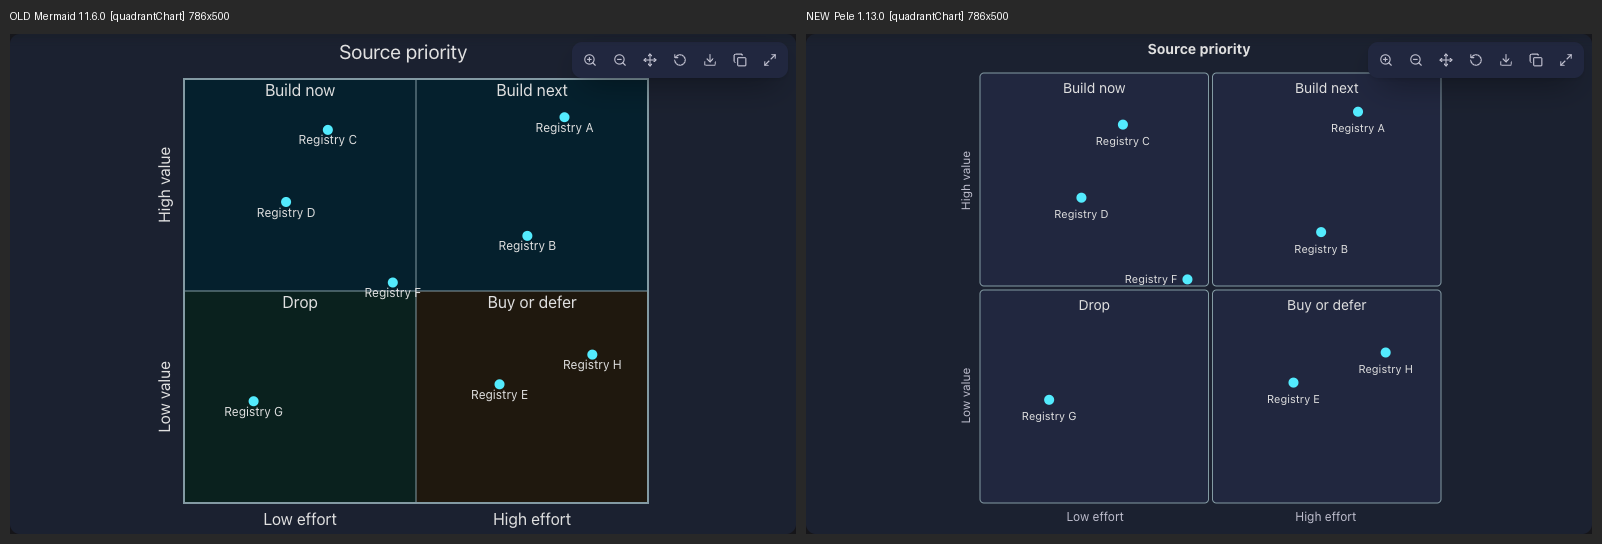 OLD Mermaid 11.6.0 [quadrantChart] 786x500
Source priority
Build now
Build next
Registry C
Registry A
Registry D
Registry B
Registry F
High value
Drop
Buy or defer
Registry H
Registry E
Registry G
Low value
Low effort
High effort
NEW Pele 1.13.0 [quadrantChart] 786x500
Source priority
Build now
Build next
Registry C
Registry A
Registry D
Registry B
Registry F
High value
Drop
Buy or defer
Registry H
Registry E
Registry G
Low value
Low effort
High effort